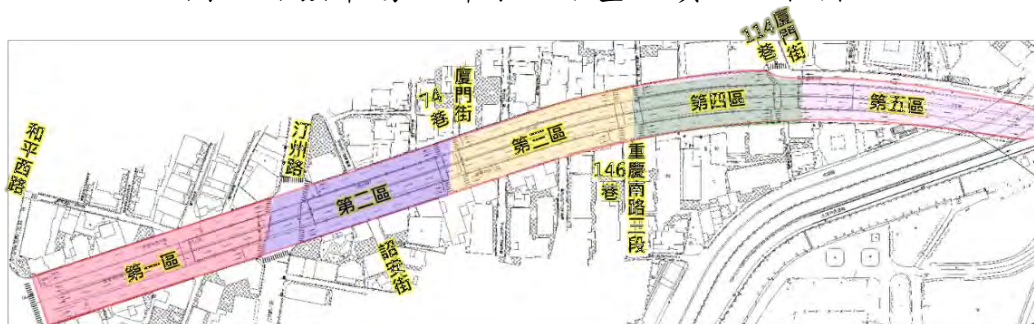 和平西路
第一區
汀州路
第二區
詔安街
廈門街
74巷
第三區
重慶南路三段
146巷
第四區
廈門街
114巷
第五區